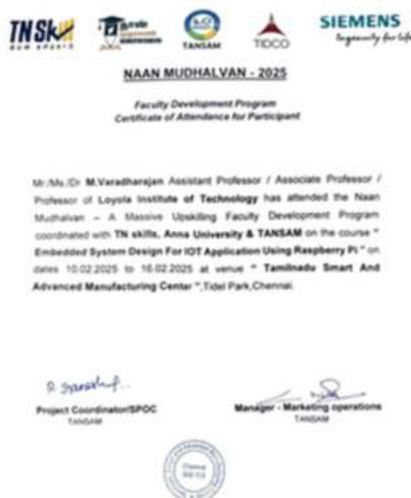 TNSkill
நான் முதல்வன்
TANSAM
TIDCO
SIEMENS
Ingenuity for life
NAAN MUDHALVAN - 2025
Faculty Development Program
Certificate of Attendance for Participant
Mr./Ms./Dr M.Varadharajan Assistant Professor / Associate Professor /
Professor of Loyola Institute of Technology has attended the Naan
Mudhalvan – A Massive Upskilling Faculty Development Program
coordinated with TN skills, Anna University & TANSAM on the course "
Embedded System Design For IOT Application Using Raspberry Pi " on
dates 10.02.2025 to 16.02.2025 at venue " Tamilnadu Smart And
Advanced Manufacturing Center ",Tidel Park,Chennai.
Project Coordinator/SPOC
TANSAM
Manager - Marketing operations
TANSAM
Chennai